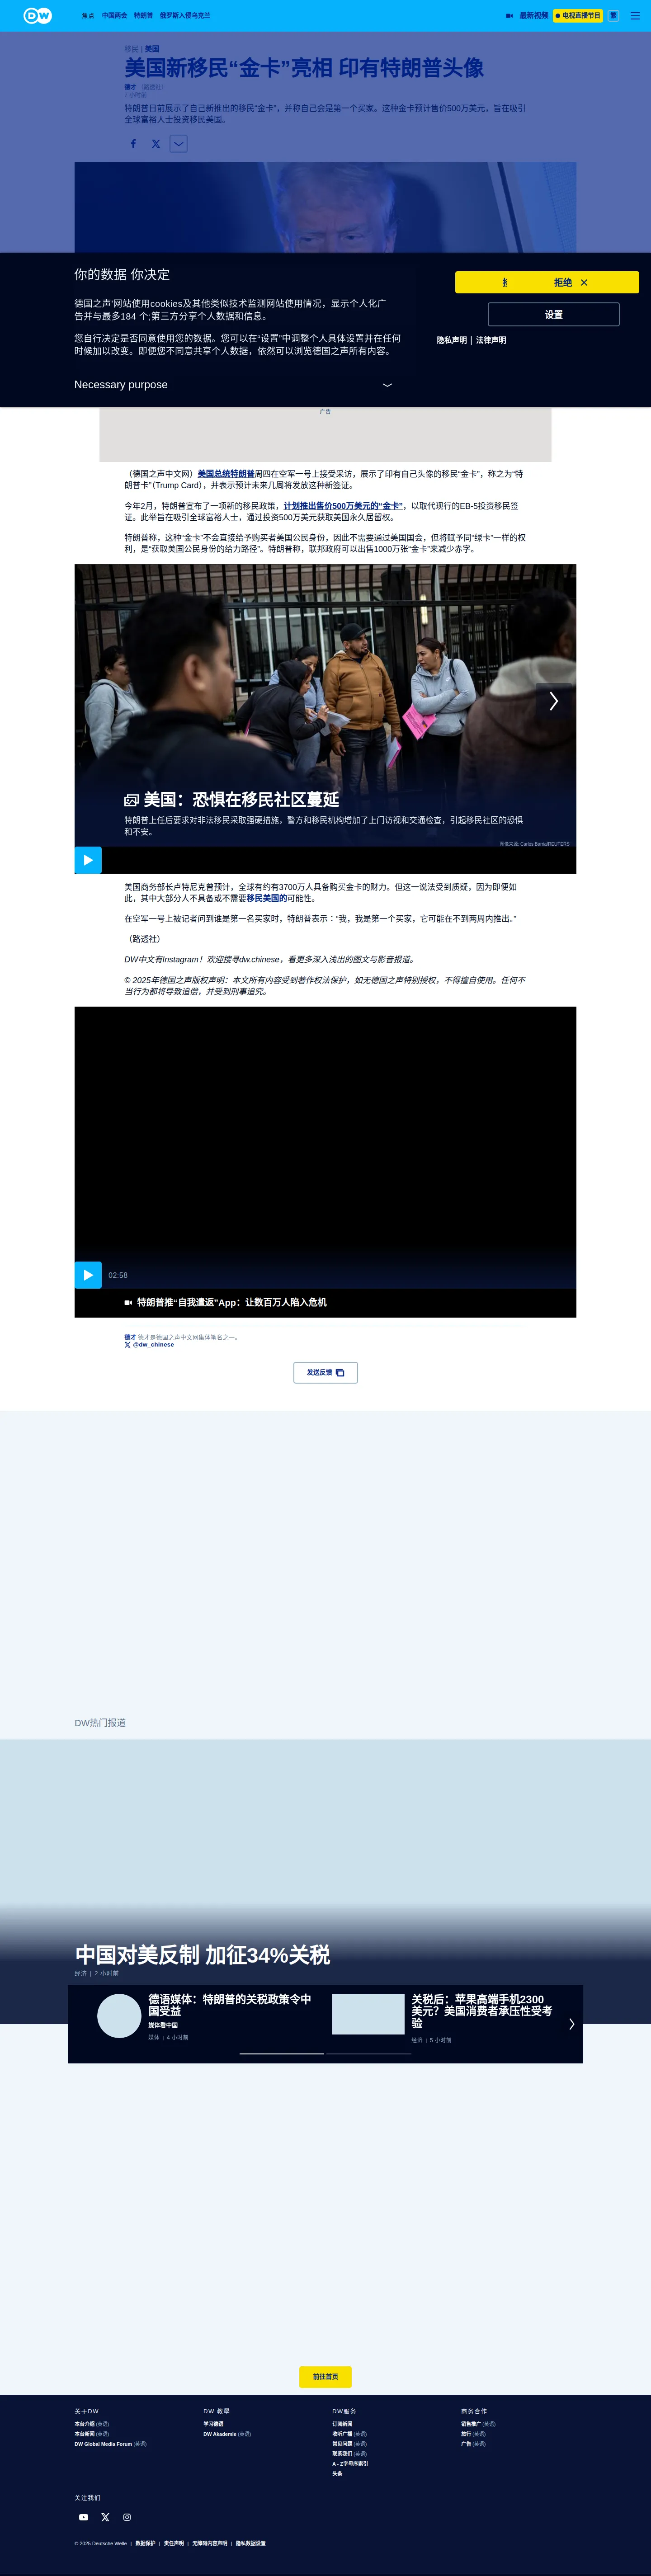 DW
焦点 中国两会 特朗普 俄罗斯入侵乌克兰
最新视频 电视直播节目 繁
移民 | 美国
美国新移民“金卡”亮相 印有特朗普头像
德才 （路透社）
7 小时前
特朗普日前展示了自己新推出的移民“金卡”，并称自己会是第一个买家。这种金卡预计售价500万美元，旨在吸引
全球富裕人士投资移民美国。
你的数据 你决定
拒绝
设置
德国之声'网站使用cookies及其他类似技术监测网站使用情况，显示个人化广
告并与最多184 个;第三方分享个人数据和信息。
隐私声明 | 法律声明
您自行决定是否同意使用您的数据。您可以在“设置”中调整个人具体设置并在任何
时候加以改变。即便您不同意共享个人数据，依然可以浏览德国之声所有内容。
Necessary purpose
广告
（德国之声中文网）美国总统特朗普周四在空军一号上接受采访，展示了印有自己头像的移民“金卡”，称之为“特
朗普卡”（Trump Card），并表示预计未来几周将发放这种新签证。
今年2月，特朗普宣布了一项新的移民政策，计划推出售价500万美元的“金卡”，以取代现行的EB-5投资移民签
证。此举旨在吸引全球富裕人士，通过投资500万美元获取美国永久居留权。
特朗普称，这种“金卡”不会直接给予购买者美国公民身份，因此不需要通过美国国会，但将赋予同“绿卡”一样的权
利，是“获取美国公民身份的给力路径”。特朗普称，联邦政府可以出售1000万张“金卡”来减少赤字。
美国：恐惧在移民社区蔓延
特朗普上任后要求对非法移民采取强硬措施，警方和移民机构增加了上门访视和交通检查，引起移民社区的恐惧
和不安。
图像来源: Carlos Barria/REUTERS
美国商务部长卢特尼克曾预计，全球有约有3700万人具备购买金卡的财力。但这一说法受到质疑，因为即便如
此，其中大部分人不具备或不需要移民美国的可能性。
在空军一号上被记者问到谁是第一名买家时，特朗普表示：“我，我是第一个买家，它可能在不到两周内推出。”
（路透社）
DW中文有Instagram！欢迎搜寻dw.chinese，看更多深入浅出的图文与影音报道。
© 2025年德国之声版权声明：本文所有内容受到著作权法保护，如无德国之声特别授权，不得擅自使用。任何不
当行为都将导致追偿，并受到刑事追究。
02:58
特朗普推“自我遣返”App：让数百万人陷入危机
德才 德才是德国之声中文网集体笔名之一。
@dw_chinese
发送反馈
DW热门报道
中国对美反制 加征34%关税
经济 | 2 小时前
德语媒体：特朗普的关税政策令中
国受益
媒体看中国
媒体 | 4 小时前
关税后：苹果高端手机2300
美元？美国消费者承压性受考
验
经济 | 5 小时前
前往首页
关于DW
本台介绍 (英语)
本台新闻 (英语)
DW Global Media Forum (英语)
DW 教學
学习德语
DW Akademie (英语)
DW服务
订阅新闻
收听广播 (英语)
常见问题 (英语)
联系我们 (英语)
A - Z字母序索引
头条
商务合作
销售推广 (英语)
旅行 (英语)
广告 (英语)
关注我们
© 2025 Deutsche Welle | 数据保护 | 责任声明 | 无障碍内容声明 | 隐私数据设置